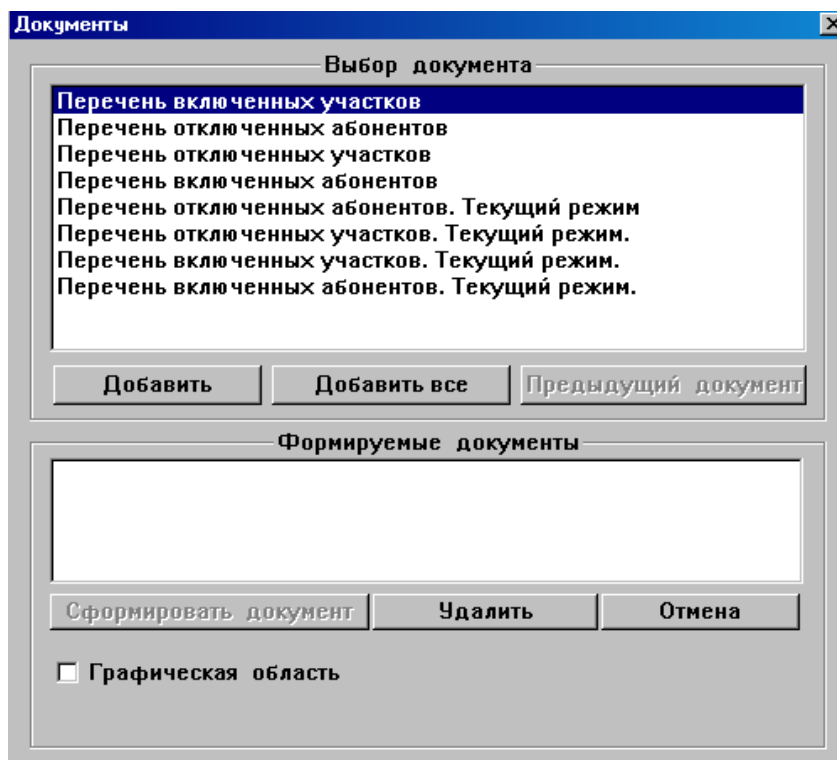 Документы
Выбор документа
Перечень включенных участков
Перечень отключенных абонентов
Перечень отключенных участков
Перечень включенных абонентов
Перечень отключенных абонентов. Текущий режим
Перечень отключенных участков. Текущий режим.
Перечень включенных участков. Текущий режим.
Перечень включенных абонентов. Текущий режим.
Добавить Добавить все Предыдущий документ
Формируемые документы
Сформировать документ Удалить Отмена
Графическая область